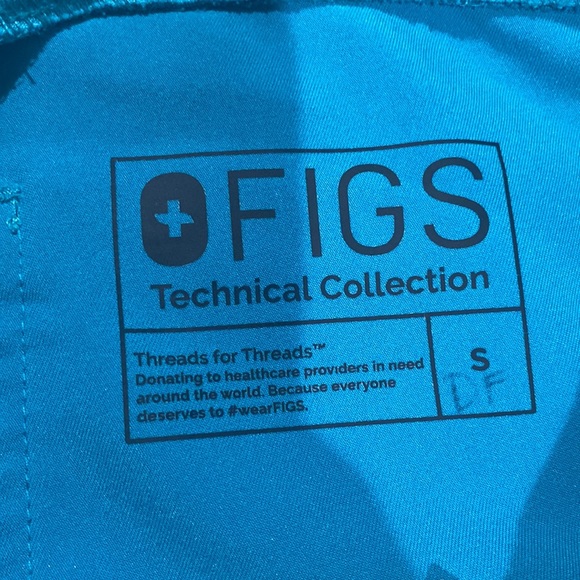 FIGS
Technical Collection
Threads for Threads™
Donating to healthcare providers in need
around the world. Because everyone
deserves to #wearFIGS.
S
DF